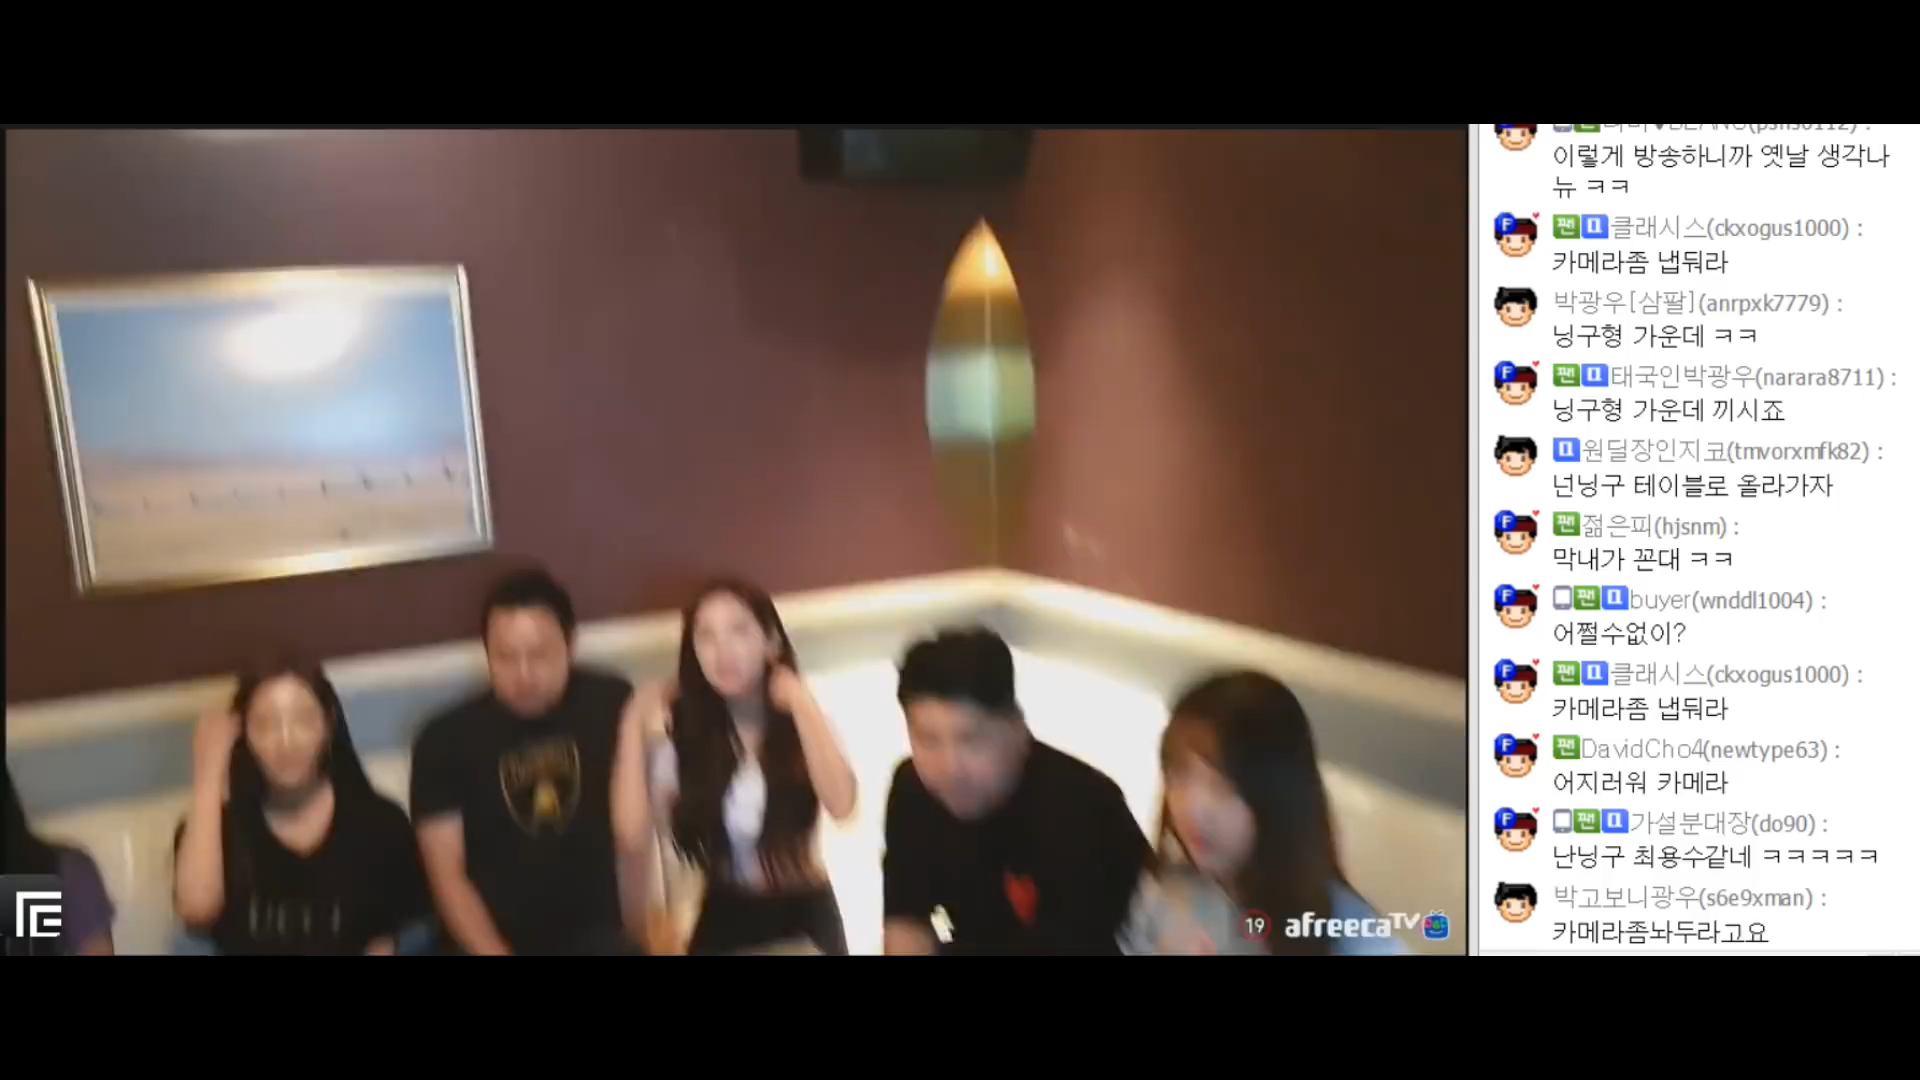 이렇게 방송하니까 옛날 생각나
뉴 ㅋㅋ
팬 클래시스(ckxogus1000) :
카메라좀 냅둬라
박광우[삼팔](anrpxk7779) :
닝구형 가운데 ㅋㅋ
팬 태국인박광우(narara8711) :
닝구형 가운데 끼시죠
원딜장인지코(tmvorxmfk82) :
넌닝구 테이블로 올라가자
팬 젊은피(hjsnm) :
막내가 꼰대 ㅋㅋ
팬 buyer(wnddl1004) :
어쩔수없이?
팬 클래시스(ckxogus1000) :
카메라좀 냅둬라
팬 DavidCho4(newtype63) :
어지러워 카메라
팬 가설분대장(do90) :
난닝구 최용수같네 ㅋㅋㅋㅋㅋ
박고보니광우(s6e9xman) :
카메라좀놔두라고요
19 afreecaTV